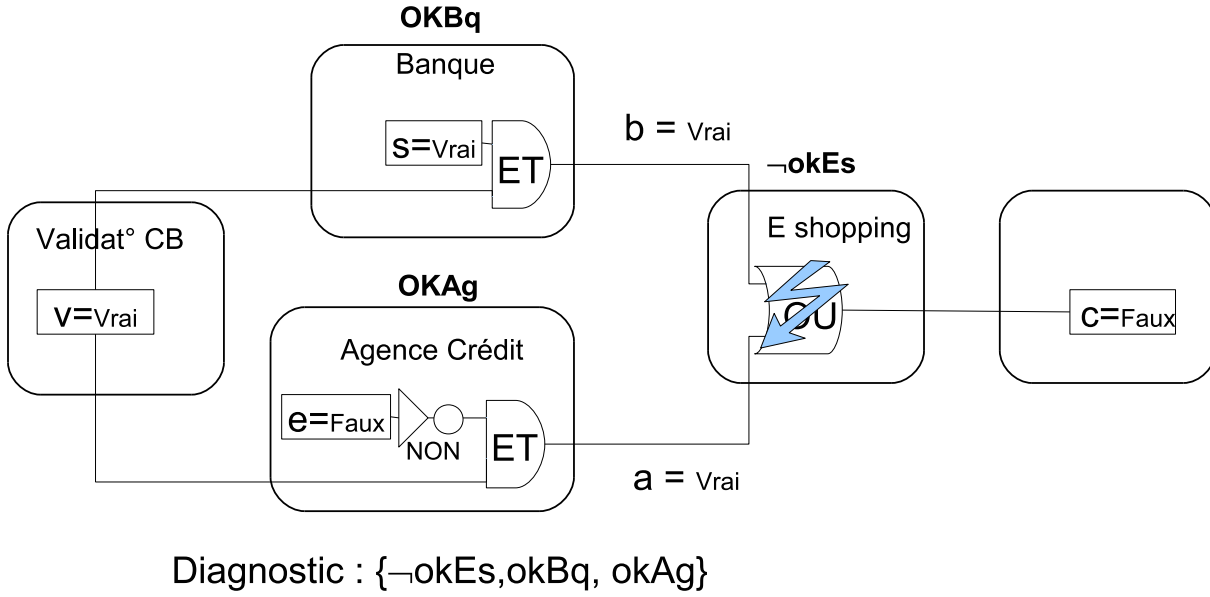 OKBq
Banque
s=Vrai
ET
b = Vrai
¬okEs
E shopping
OU
Validat° CB
v=Vrai
c=Faux
OKAg
Agence Crédit
e=Faux
NON
ET
a = Vrai
Diagnostic : {¬okEs,okBq, okAg}